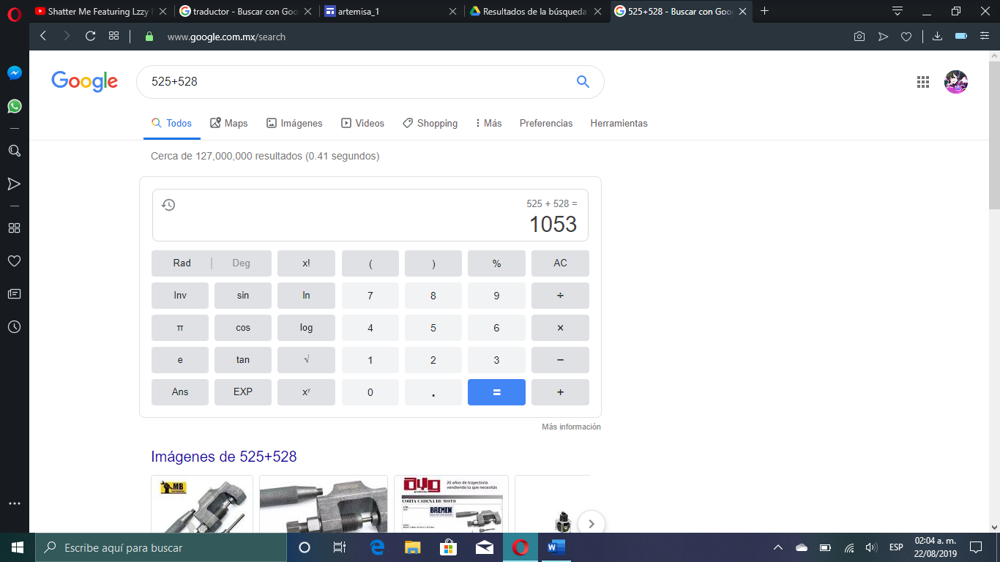 Shatter Me Featuring Lzzy
traductor - Buscar con Goo
artemisa_1
Resultados de la búsqueda
525+528 - Buscar con Goo
www.google.com.mx/search
Google
525+528
Todos
Maps
Imágenes
Videos
Shopping
Más
Preferencias
Herramientas
Cerca de 127,000,000 resultados (0.41 segundos)
525 + 528 =
1053
Rad | Deg x! ( ) % AC
Inv sin ln 7 8 9 ÷
π cos log 4 5 6 ×
e tan √ 1 2 3 −
Ans EXP xʸ 0 . = +
Más información
Imágenes de 525+528
MB
20 años de trayectoria
vendiendo lo que necesitás
CORTA CADENA DE MOTO
BREMEN
Escribe aquí para buscar
ESP
02:04 a. m.
22/08/2019